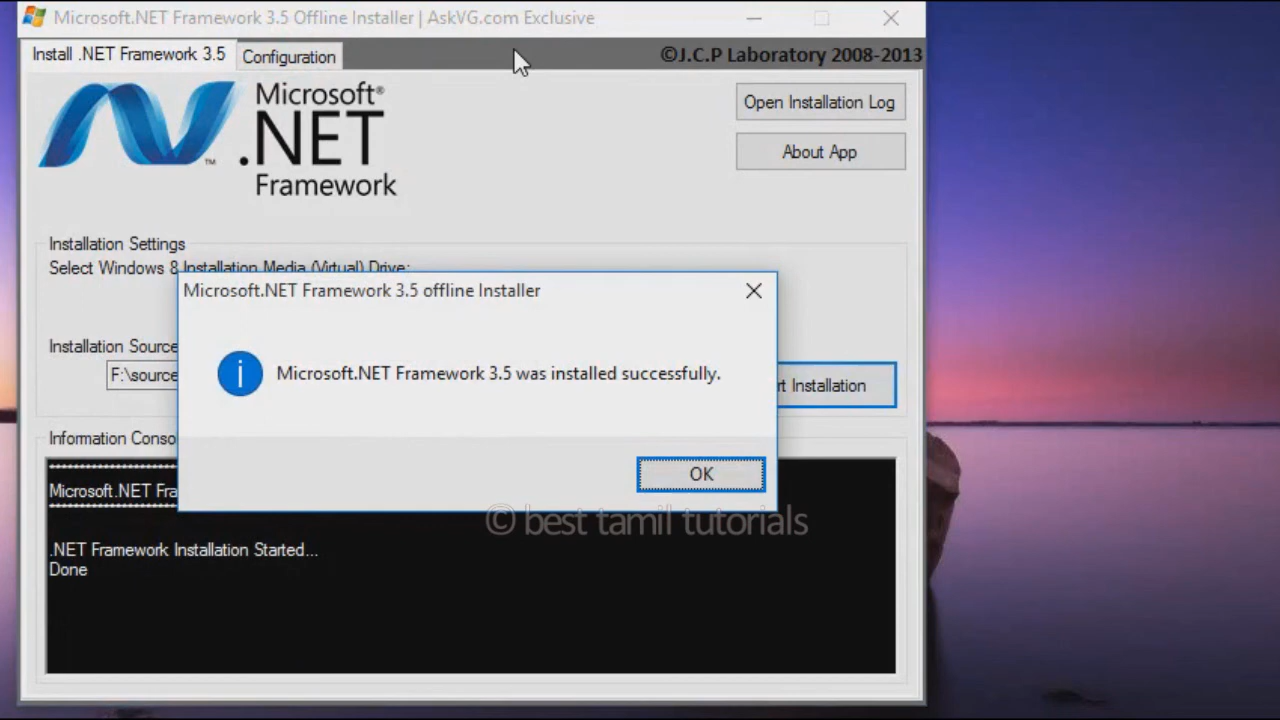 Microsoft.NET Framework 3.5 Offline Installer | AskVG.com Exclusive
Install .NET Framework 3.5
Configuration
©J.C.P Laboratory 2008-2013
Microsoft®
.NET
Framework
™
Open Installation Log
About App
Installation Settings
Select Windows 8 Installation Media (Virtual) Drive:
Microsoft.NET Framework 3.5 offline Installer
Installation Source
F:\source
i
Microsoft.NET Framework 3.5 was installed successfully.
rt Installation
Information Conso
OK
Microsoft.NET Fra
© best tamil tutorials
.NET Framework Installation Started...
Done